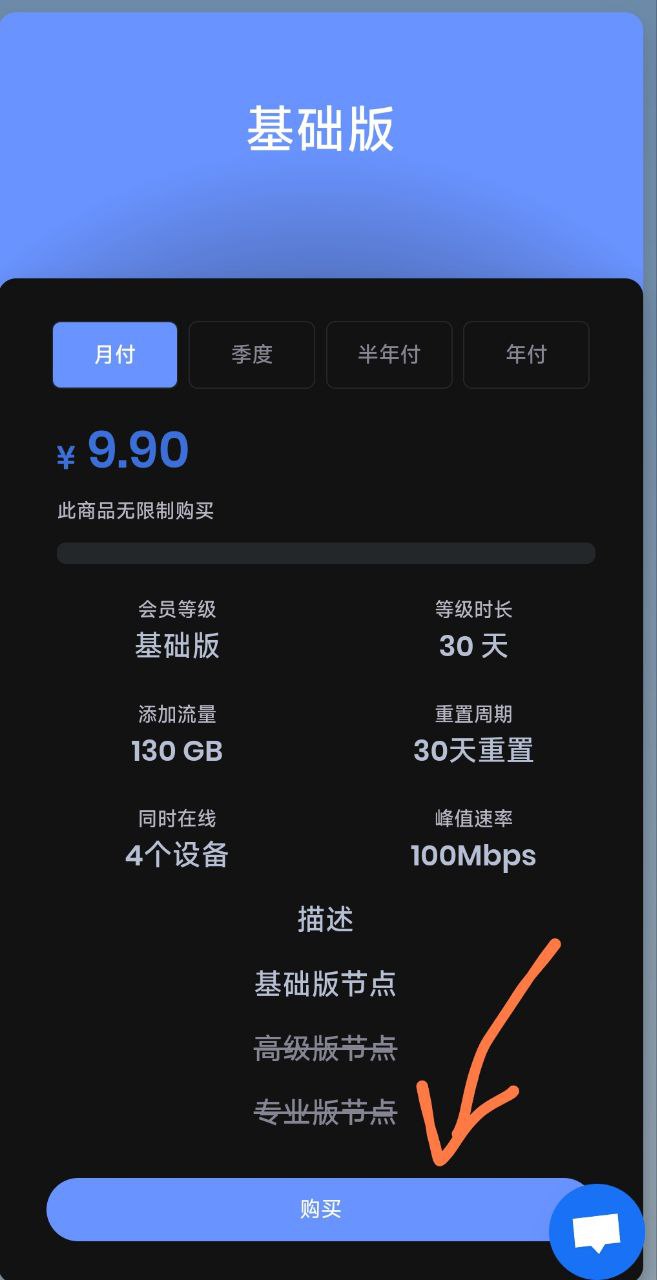 基础版
月付 季度 半年付 年付
¥ 9.90
此商品无限制购买
会员等级 等级时长
基础版 30 天
添加流量 重置周期
130 GB 30天重置
同时在线 峰值速率
4个设备 100Mbps
描述
基础版节点
高级版节点
专业版节点
购买